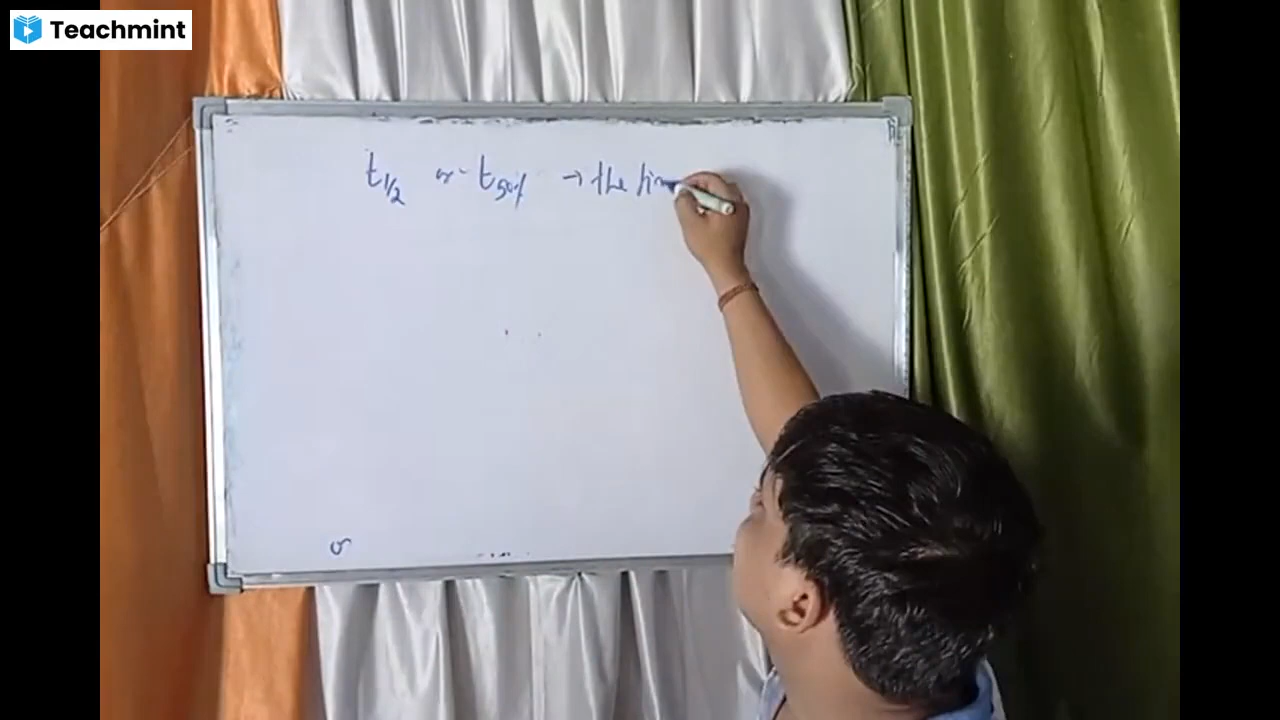 Teachmint
t1/2 or t50% → the tim
σ